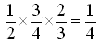 1/2 × 3/4 × 2/3 = 1/4